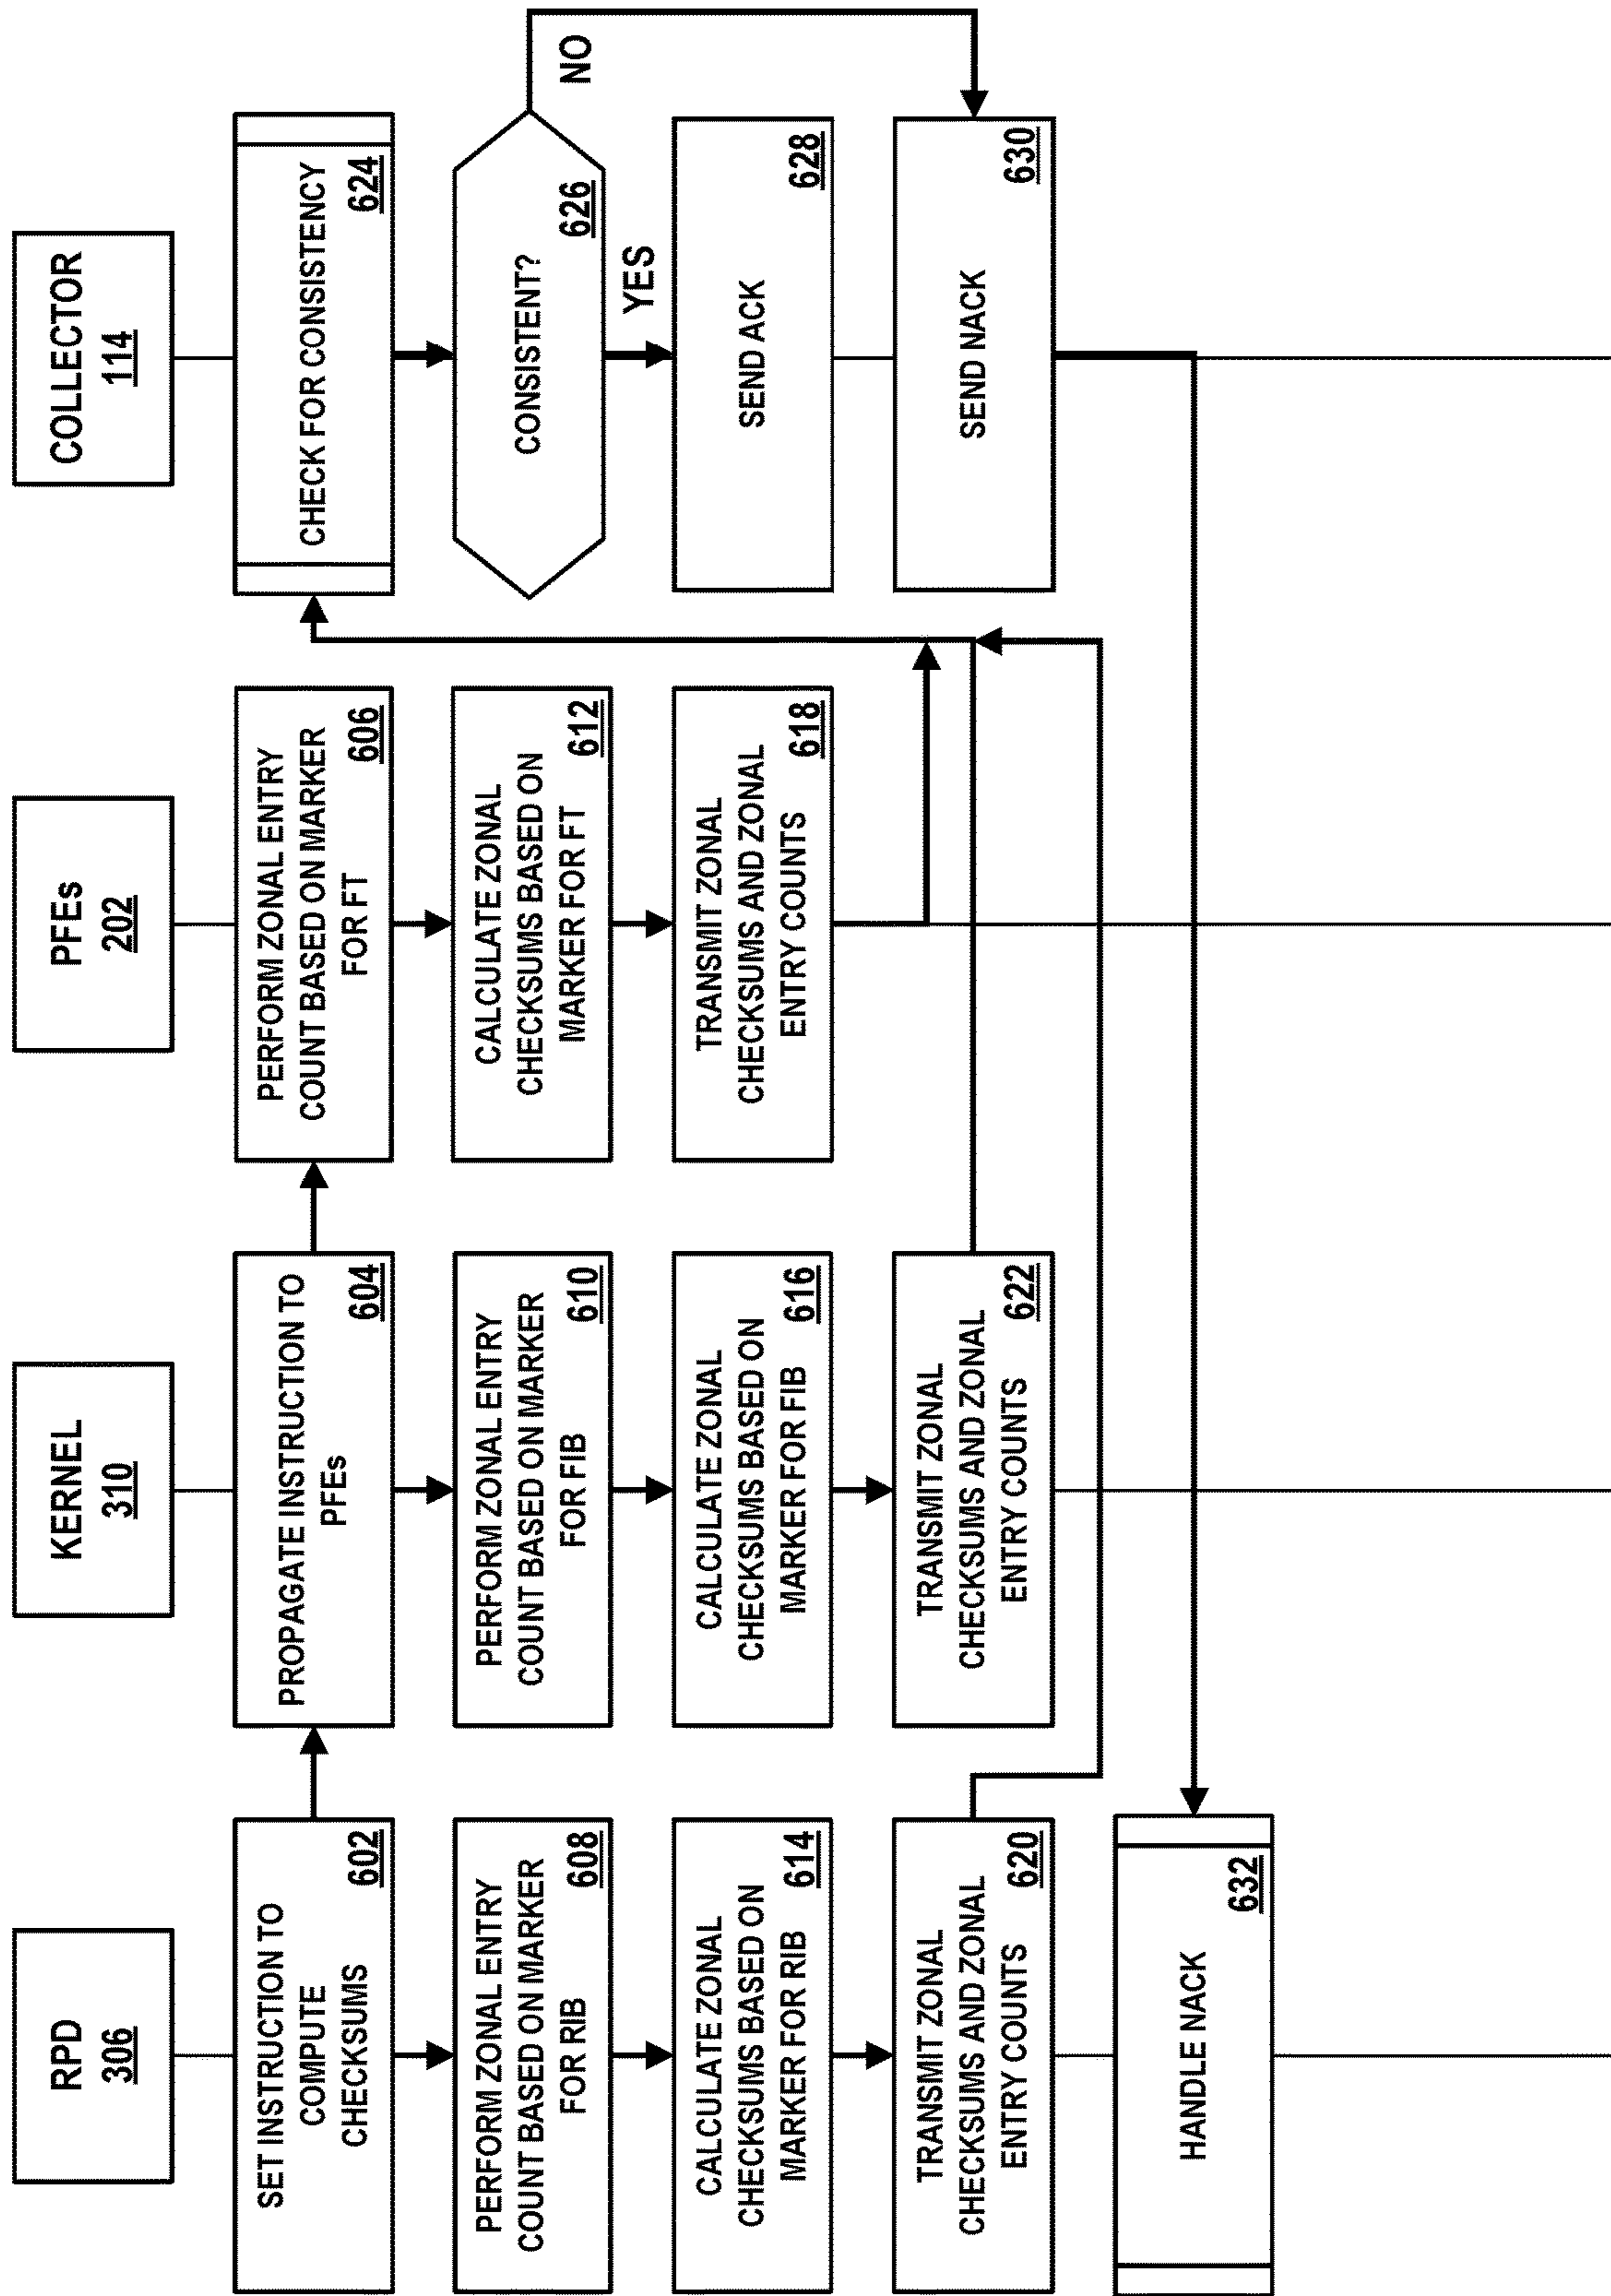 RPD
306
KERNEL
310
PFEs
202
COLLECTOR
114
SET INSTRUCTION TO
COMPUTE
CHECKSUMS
602
PROPAGATE INSTRUCTION TO
PFEs
604
PERFORM ZONAL ENTRY
COUNT BASED ON MARKER
FOR FT
606
CHECK FOR CONSISTENCY
624
PERFORM ZONAL ENTRY
COUNT BASED ON MARKER
FOR RIB
608
PERFORM ZONAL ENTRY
COUNT BASED ON MARKER
FOR FIB
610
CALCULATE ZONAL
CHECKSUMS BASED ON
MARKER FOR FT
612
CONSISTENT?
626
NO
YES
CALCULATE ZONAL
CHECKSUMS BASED ON
MARKER FOR RIB
614
CALCULATE ZONAL
CHECKSUMS BASED ON
MARKER FOR FIB
616
TRANSMIT ZONAL
CHECKSUMS AND ZONAL
ENTRY COUNTS
618
SEND ACK
628
TRANSMIT ZONAL
CHECKSUMS AND ZONAL
ENTRY COUNTS
620
TRANSMIT ZONAL
CHECKSUMS AND ZONAL
ENTRY COUNTS
622
SEND NACK
630
HANDLE NACK
632